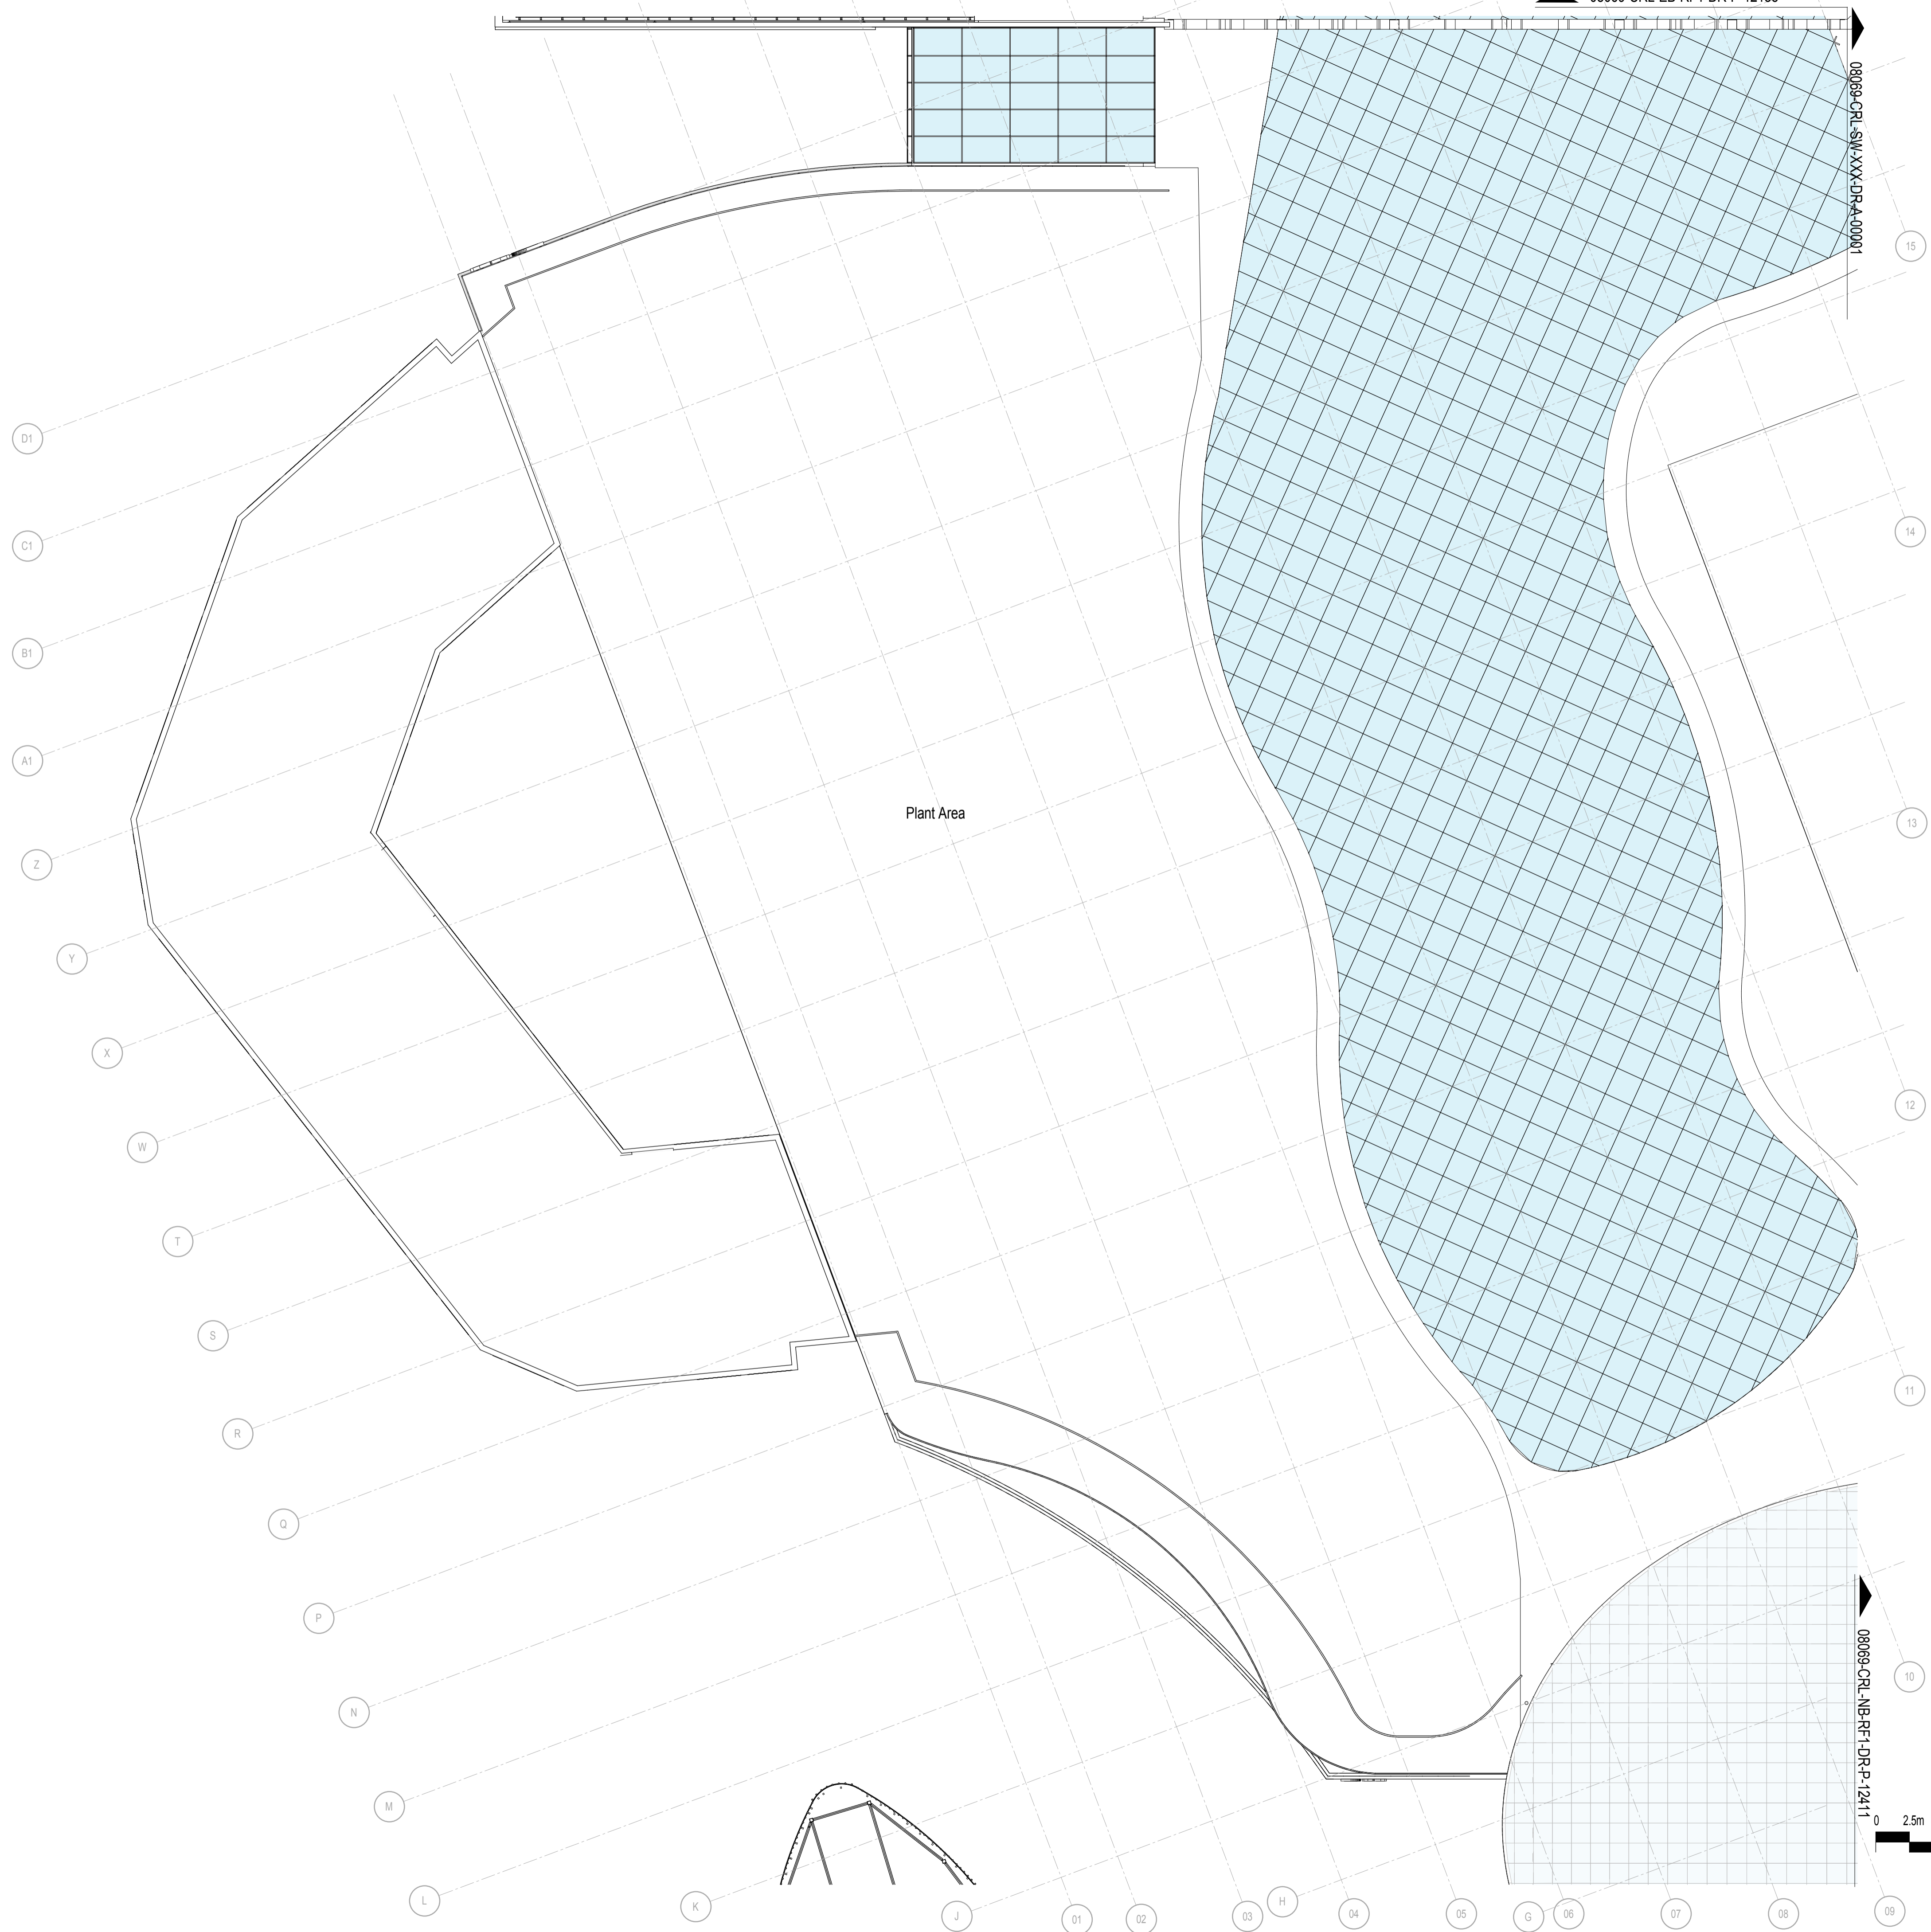 08069-CRL-SW-XXX-DR-A-00001
15
D1
14
C1
B1
A1
Plant Area
13
Z
Y
X
12
W
T
S
11
R
Q
P
10
N
08069-CRL-NB-RF1-DR-P-12411
M
0 2.5m
L
K
J
01
02
03
H
04
05
G
06
07
08
09